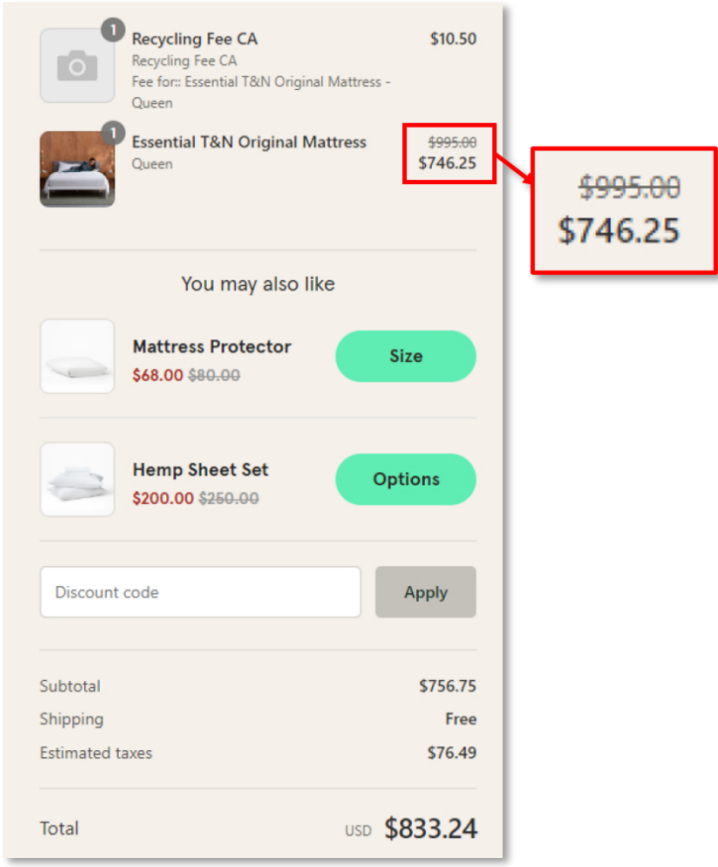 1
Recycling Fee CA $10.50
Recycling Fee CA
Fee for:: Essential T&N Original Mattress -
Queen
1
Essential T&N Original Mattress $995.00
Queen $746.25
$995.00
$746.25
You may also like
Mattress Protector
$68.00 $80.00
Size
Hemp Sheet Set
$200.00 $250.00
Options
Discount code
Apply
Subtotal $756.75
Shipping Free
Estimated taxes $76.49
Total USD $833.24